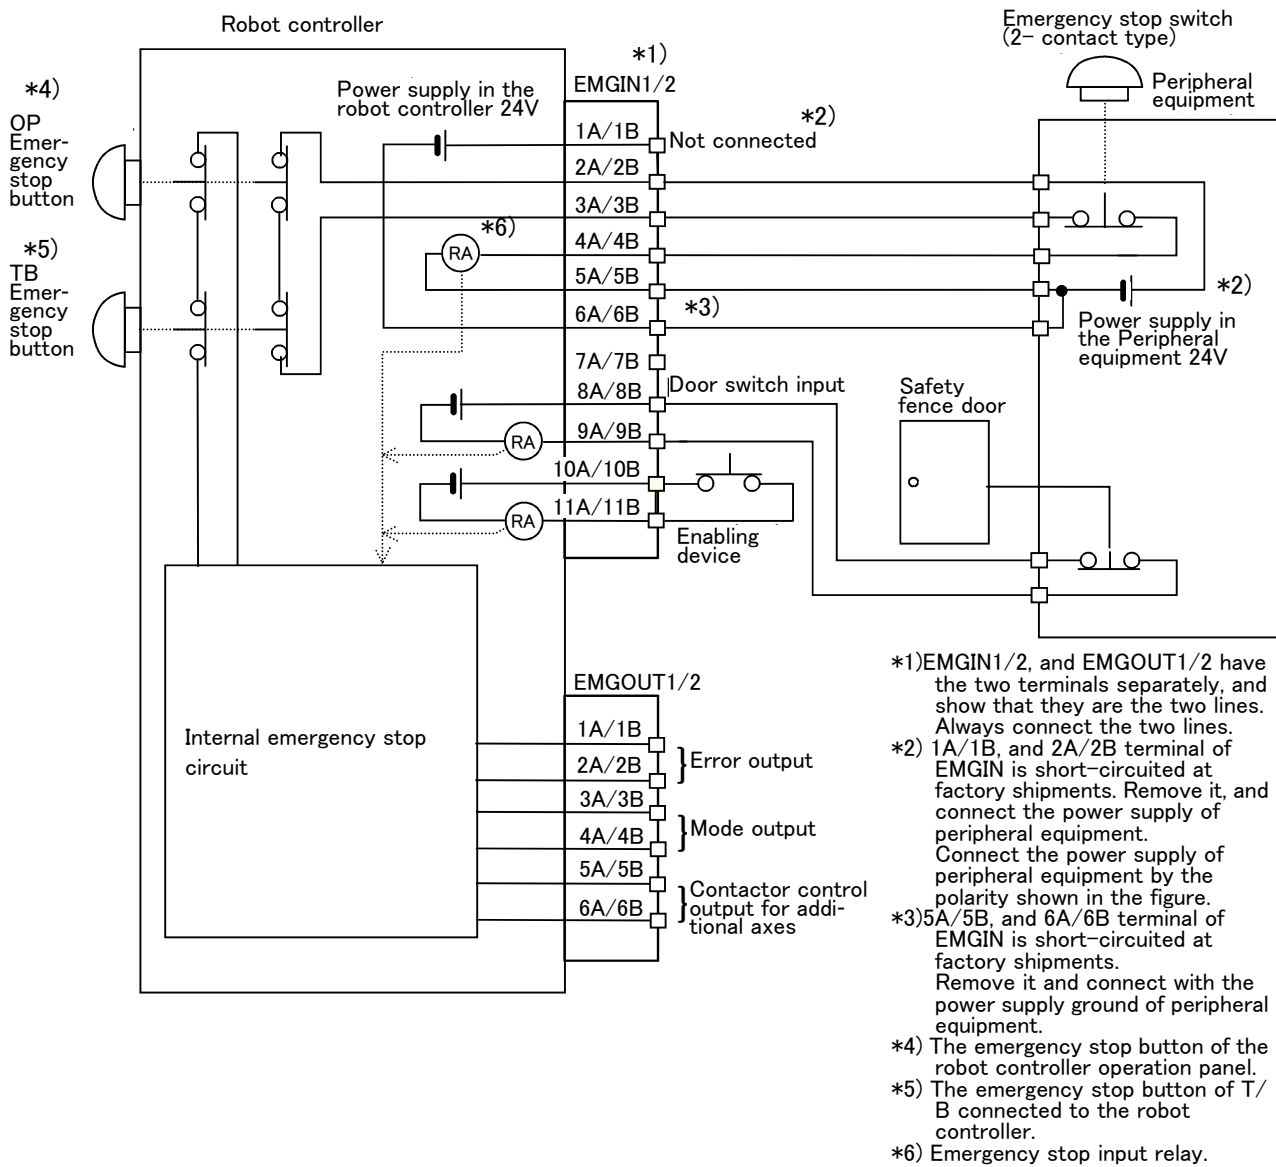 Robot controller
Emergency stop switch
(2- contact type)
Peripheral
equipment
*1)
EMGIN1/2
*4)
OP
Emer-
gency
stop
button
Power supply in the
robot controller 24V
*2)
1A/1B
Not connected
2A/2B
3A/3B
*6)
RA
4A/4B
5A/5B
*3)
6A/6B
*2)
Power supply in
the Peripheral
equipment 24V
*5)
TB
Emer-
gency
stop
button
7A/7B
8A/8B
Door switch input
Safety
fence door
9A/9B
RA
10A/10B
11A/11B
RA
Enabling
device
Internal emergency stop
circuit
EMGOUT1/2
1A/1B
2A/2B
Error output
3A/3B
4A/4B
Mode output
5A/5B
6A/6B
Contactor control
output for addi-
tional axes
*1)EMGIN1/2, and EMGOUT1/2 have
the two terminals separately, and
show that they are the two lines.
Always connect the two lines.
*2) 1A/1B, and 2A/2B terminal of
EMGIN is short-circuited at
factory shipments. Remove it, and
connect the power supply of
peripheral equipment.
Connect the power supply of
peripheral equipment by the
polarity shown in the figure.
*3)5A/5B, and 6A/6B terminal of
EMGIN is short-circuited at
factory shipments.
Remove it and connect with the
power supply ground of peripheral
equipment.
*4) The emergency stop button of the
robot controller operation panel.
*5) The emergency stop button of T/
B connected to the robot
controller.
*6) Emergency stop input relay.